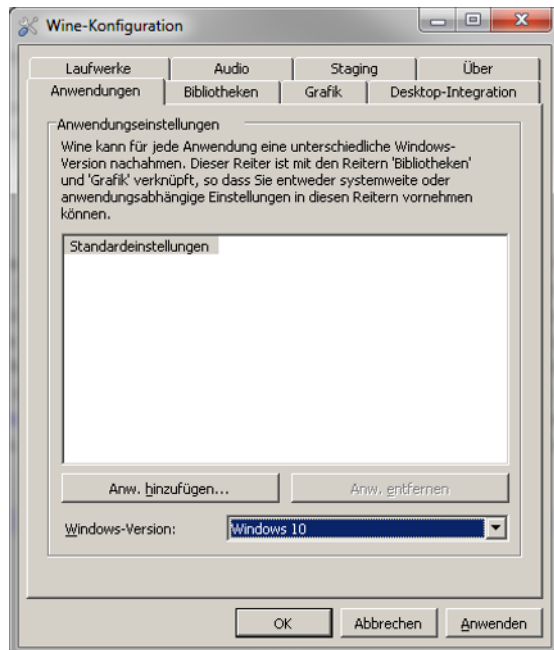 Wine-Konfiguration
Laufwerke Audio Staging Über
Anwendungen Bibliotheken Grafik Desktop-Integration
Anwendungseinstellungen
Wine kann für jede Anwendung eine unterschiedliche Windows-
Version nachahmen. Dieser Reiter ist mit den Reitern 'Bibliotheken'
und 'Grafik' verknüpft, so dass Sie entweder systemweite oder
anwendungsabhängige Einstellungen in diesen Reitern vornehmen
können.
Standardeinstellungen
Anw. hinzufügen... Anw. entfernen
Windows-Version: Windows 10
OK Abbrechen Anwenden